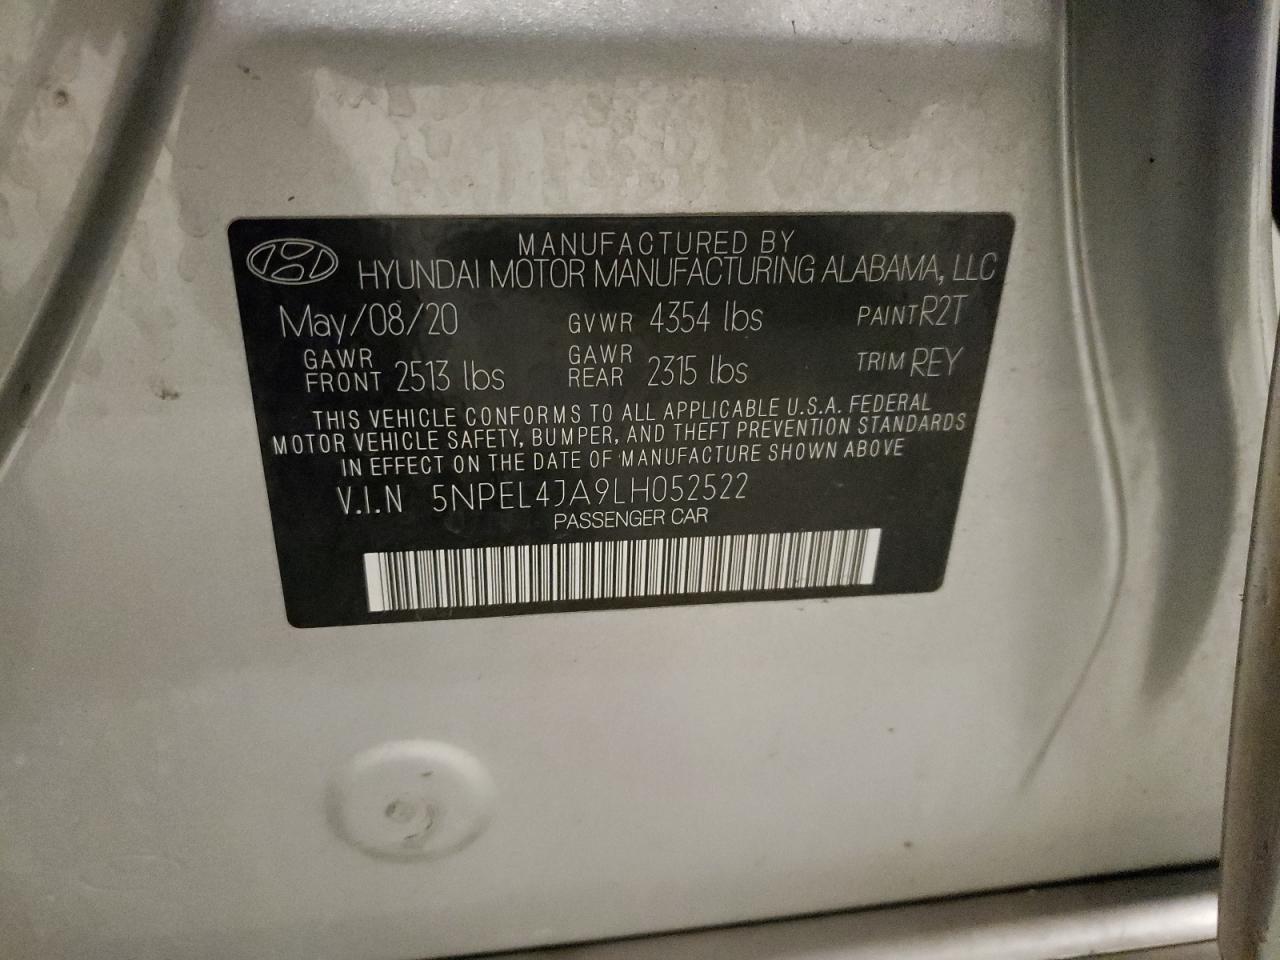 MANUFACTURED BY
HYUNDAI MOTOR MANUFACTURING ALABAMA, LLC
May/08/20 GVWR 4354 lbs PAINT R2T
GAWR FRONT 2513 lbs GAWR REAR 2315 lbs TRIM REY
THIS VEHICLE CONFORMS TO ALL APPLICABLE U.S.A. FEDERAL
MOTOR VEHICLE SAFETY, BUMPER, AND THEFT PREVENTION STANDARDS
IN EFFECT ON THE DATE OF MANUFACTURE SHOWN ABOVE
V.I.N 5NPEL4JA9LH052522
PASSENGER CAR